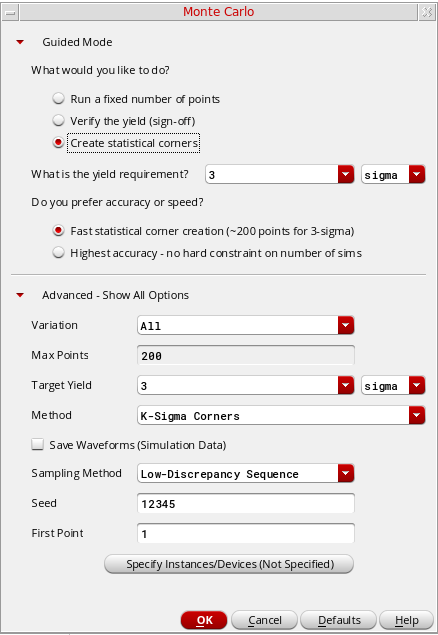 Monte Carlo
Guided Mode
What would you like to do?
Run a fixed number of points
Verify the yield (sign-off)
Create statistical corners
What is the yield requirement? 3 sigma
Do you prefer accuracy or speed?
Fast statistical corner creation (~200 points for 3-sigma)
Highest accuracy - no hard constraint on number of sims
Advanced - Show All Options
Variation All
Max Points 200
Target Yield 3 sigma
Method K-Sigma Corners
Save Waveforms (Simulation Data)
Sampling Method Low-Discrepancy Sequence
Seed 12345
First Point 1
Specify Instances/Devices (Not Specified)
OK Cancel Defaults Help